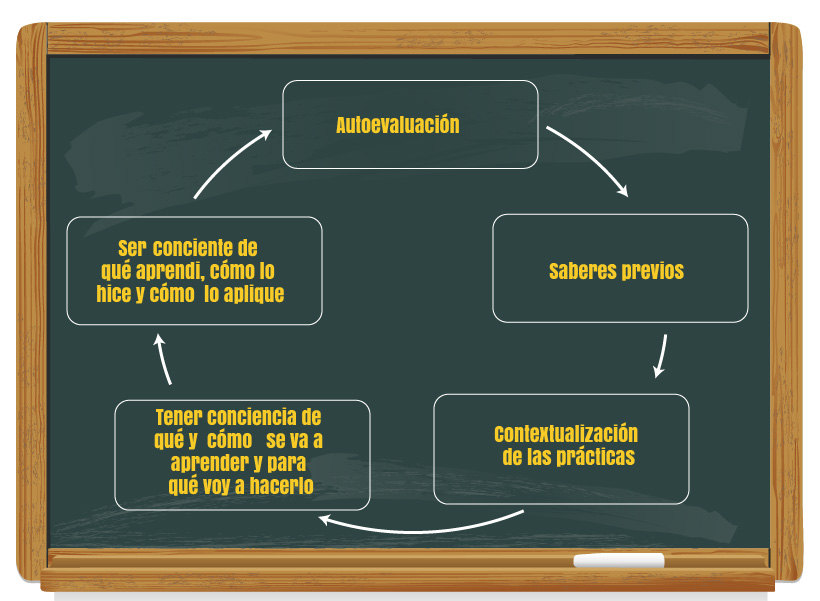 Autoevaluación
Saberes previos
Contextualización
de las prácticas
Tener conciencia de
qué y cómo se va a
aprender y para
qué voy a hacerlo
Ser conciente de
qué aprendi, cómo lo
hice y cómo lo aplique